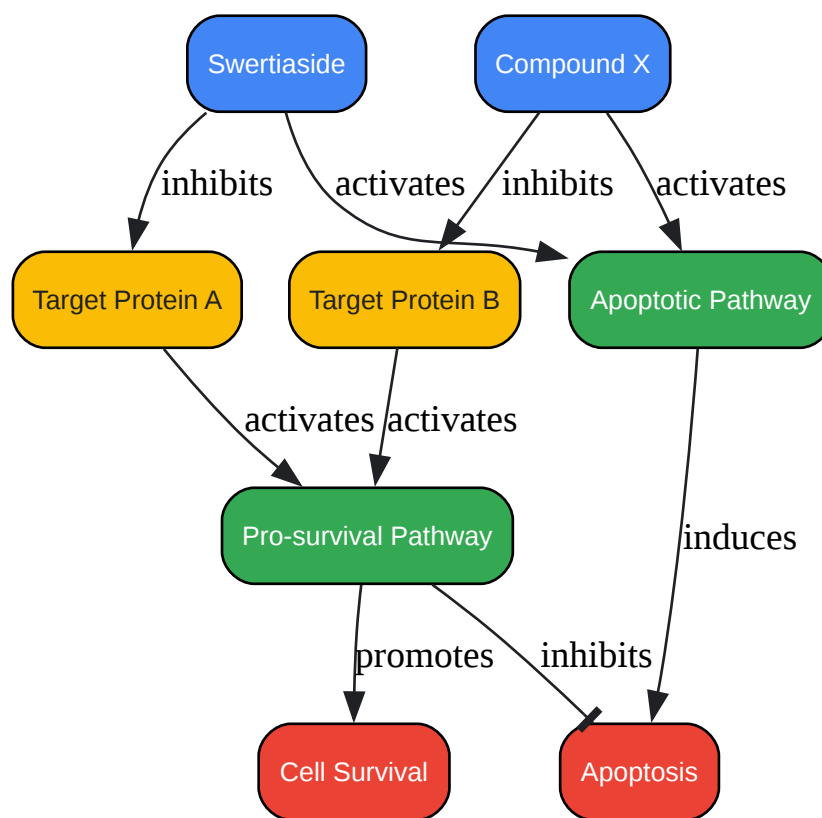 Swertiaside
Compound X
inhibits
activates
inhibits
activates
Target Protein A
Target Protein B
Apoptotic Pathway
activates
activates
Pro-survival Pathway
induces
promotes
inhibits
Cell Survival
Apoptosis